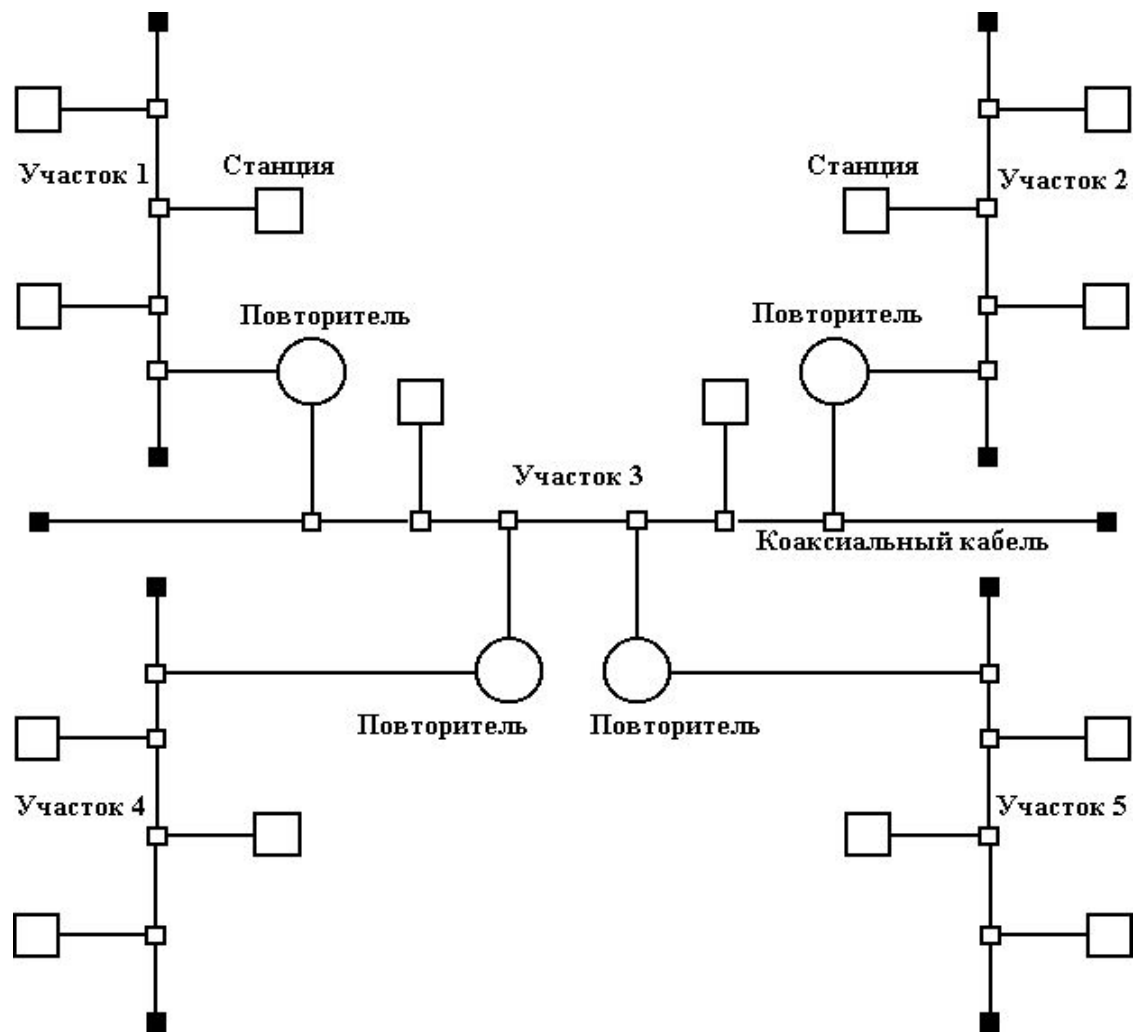 Станция
Станция
Участок 1
Участок 2
Повторитель
Повторитель
Участок 3
Коаксиальный кабель
Повторитель
Повторитель
Участок 4
Участок 5